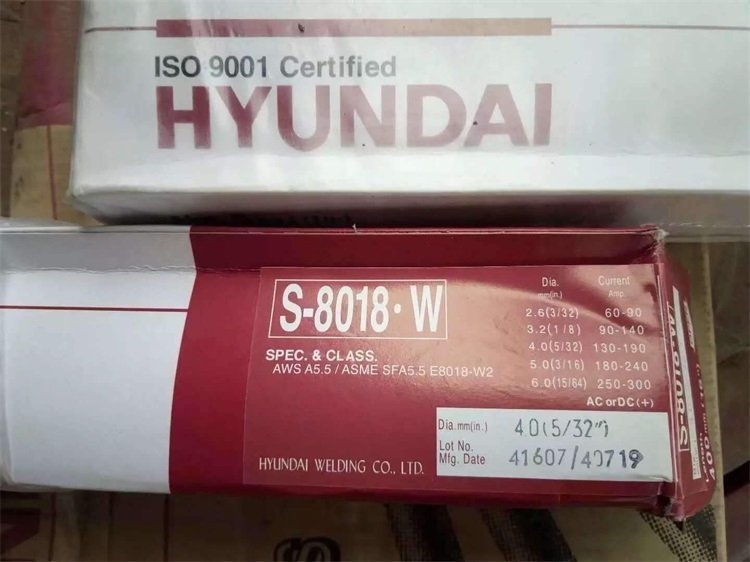 ISO 9001 Certified
HYUNDAI
S-8018·W
SPEC. & CLASS.
AWS A5.5 / ASME SFA5.5 E8018-W2
Dia. Current
mm(in.) Amp.
2.6(3/32) 60-90
3.2(1/8) 90-140
4.0(5/32) 130-190
5.0(3/16) 180-240
6.0(15/64) 250-300
AC or DC(+)
Dia.mm(in.) 4.0(5/32")
Lot No.
Mfg. Date 41607/40719
HYUNDAI WELDING CO., LTD.
S-8018·W